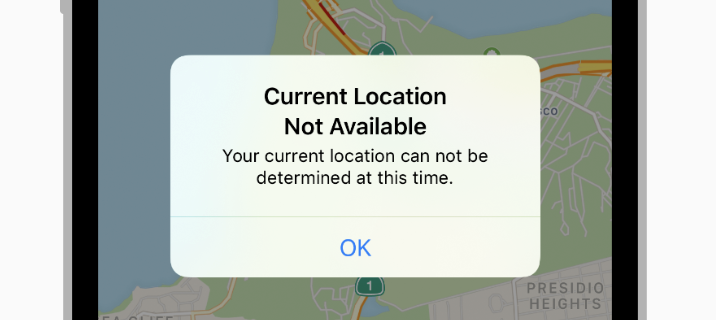 1
sco
Current Location
Not Available
Your current location can not be
determined at this time.
OK
1
PRESIDIO
HEIGHTS
EA CLIFF